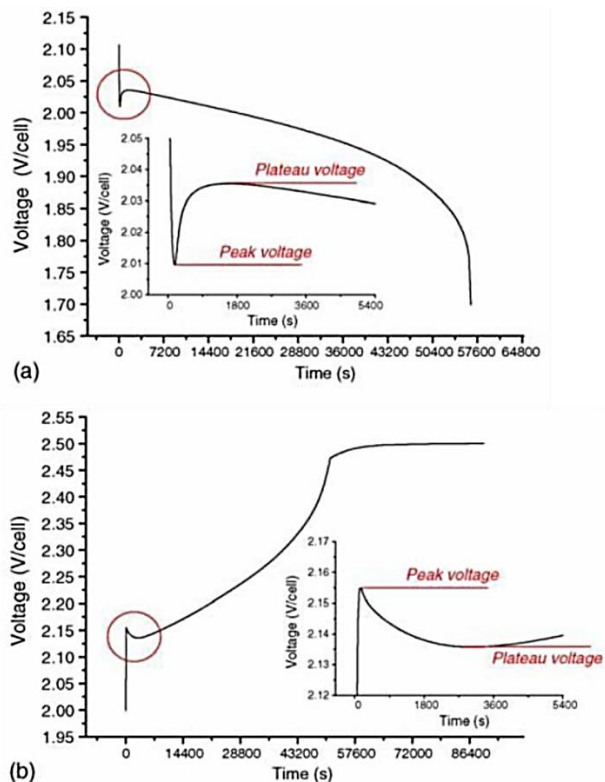 2.15
2.10
2.05
2.00
1.95
1.90
1.85
1.80
1.75
1.70
1.65
Voltage (V/cell)
2.05
2.04
2.03
2.02
2.01
2.00
Voltage (V/cell)
Plateau voltage
Peak voltage
0 1800 3600 5400
Time (s)
0 7200 14400 21600 28800 36000 43200 50400 57600 64800
Time (s)
(a)
2.55
2.50
2.45
2.40
2.35
2.30
2.25
2.20
2.15
2.10
2.05
2.00
1.95
Voltage (V/cell)
2.17
2.16
2.15
2.14
2.13
2.12
Voltage (V/cell)
Peak voltage
Plateau voltage
0 1800 3600 5400
Time (s)
0 14400 28800 43200 57600 72000 86400
Time (s)
(b)